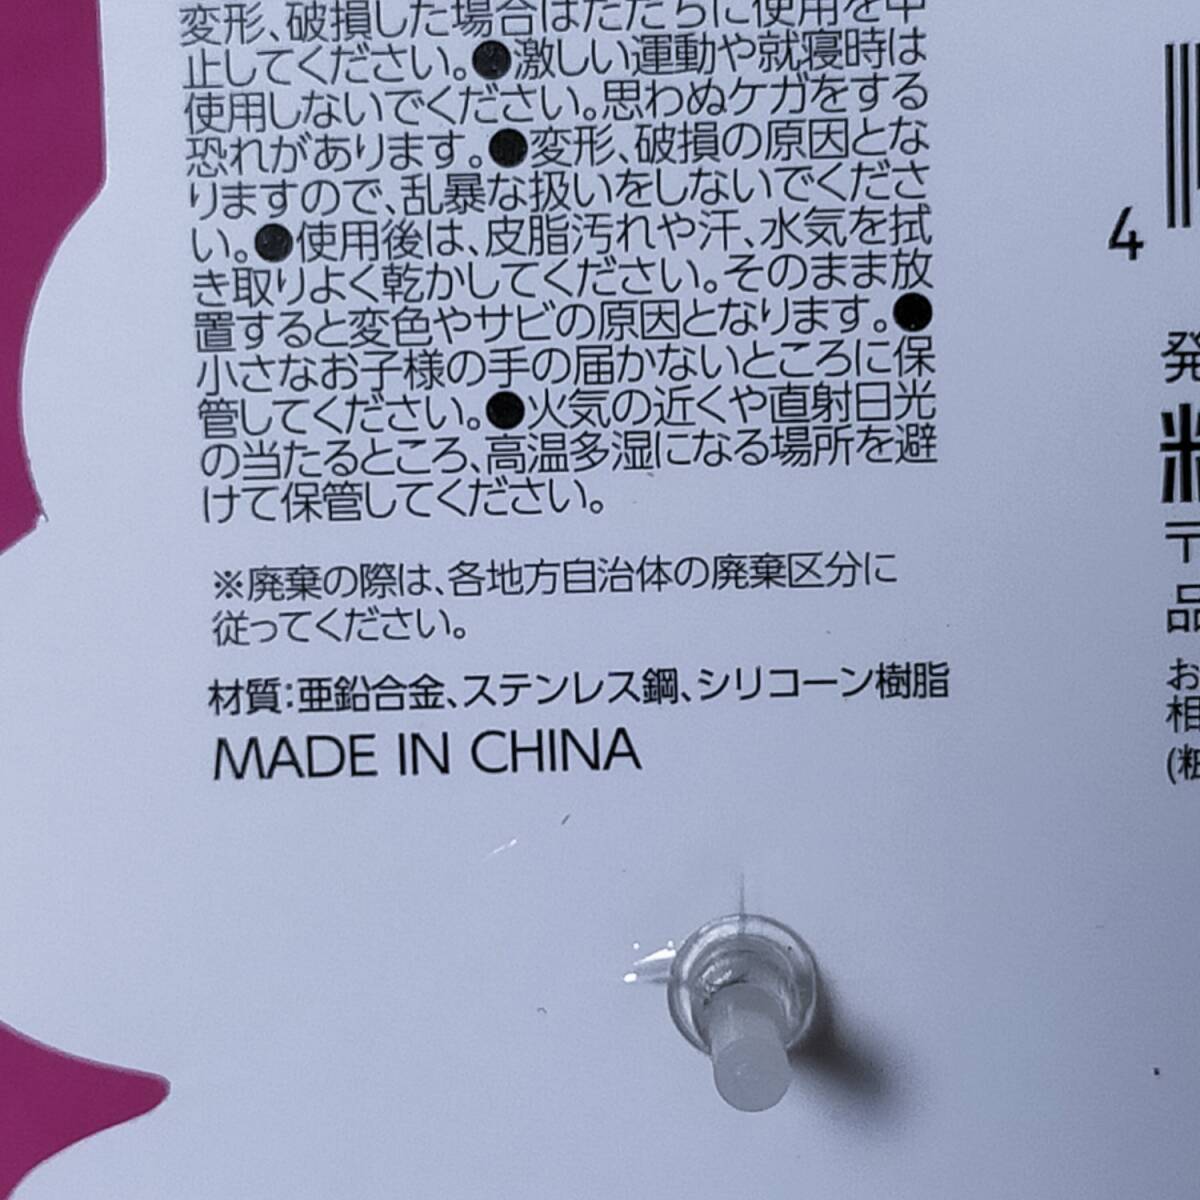 変形、破損した場合はただちに使用を中
止してください。●激しい運動や就寝時は
使用しないでください。思わぬケガをする
恐れがあります。●変形、破損の原因とな
りますので、乱暴な扱いをしないでくださ
い。●使用後は、皮脂汚れや汗、水気を拭
き取りよく乾かしてください。そのまま放
置すると変色やサビの原因となります。●
小さなお子様の手の届かないところに保
管してください。●火気の近くや直射日光
の当たるところ、高温多湿になる場所を避
けて保管してください。
※廃棄の際は、各地方自治体の廃棄区分に
従ってください。
材質:亜鉛合金、ステンレス鋼、シリコーン樹脂
MADE IN CHINA
4
発
〒
品
お
相